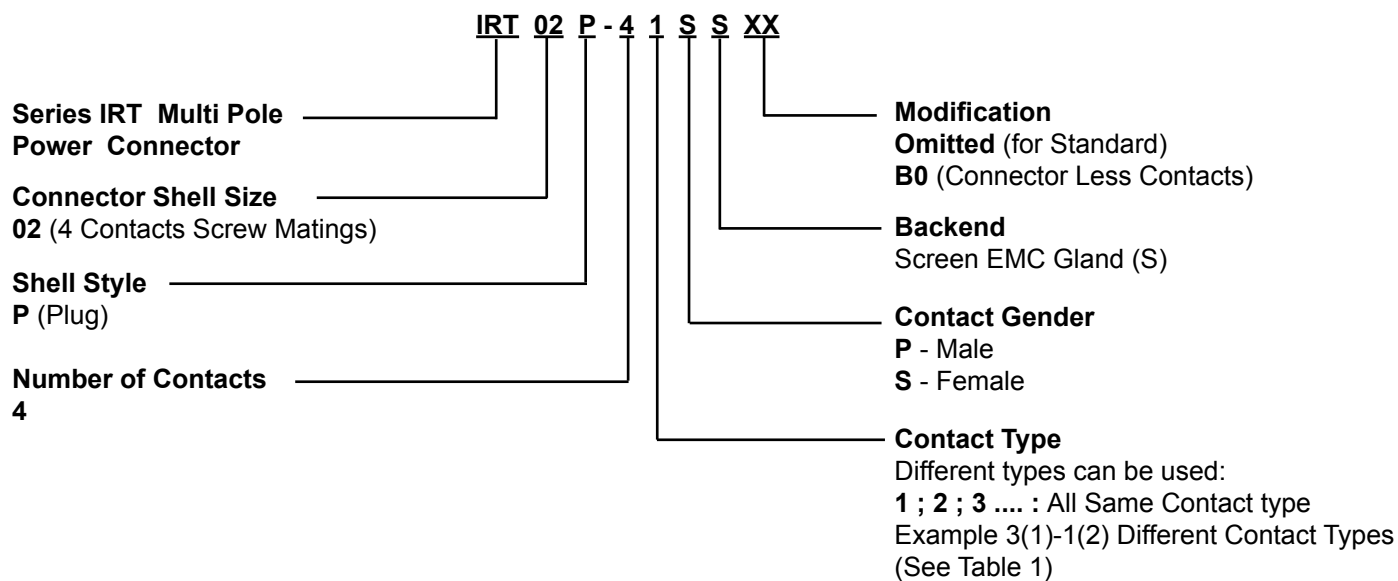 IRT 02 P - 4 1 S S XX
Series IRT Multi Pole
Power Connector
Connector Shell Size
02 (4 Contacts Screw Matings)
Shell Style
P (Plug)
Number of Contacts
4
Modification
Omitted (for Standard)
B0 (Connector Less Contacts)
Backend
Screen EMC Gland (S)
Contact Gender
P - Male
S - Female
Contact Type
Different types can be used:
1 ; 2 ; 3 .... : All Same Contact type
Example 3(1)-1(2) Different Contact Types
(See Table 1)